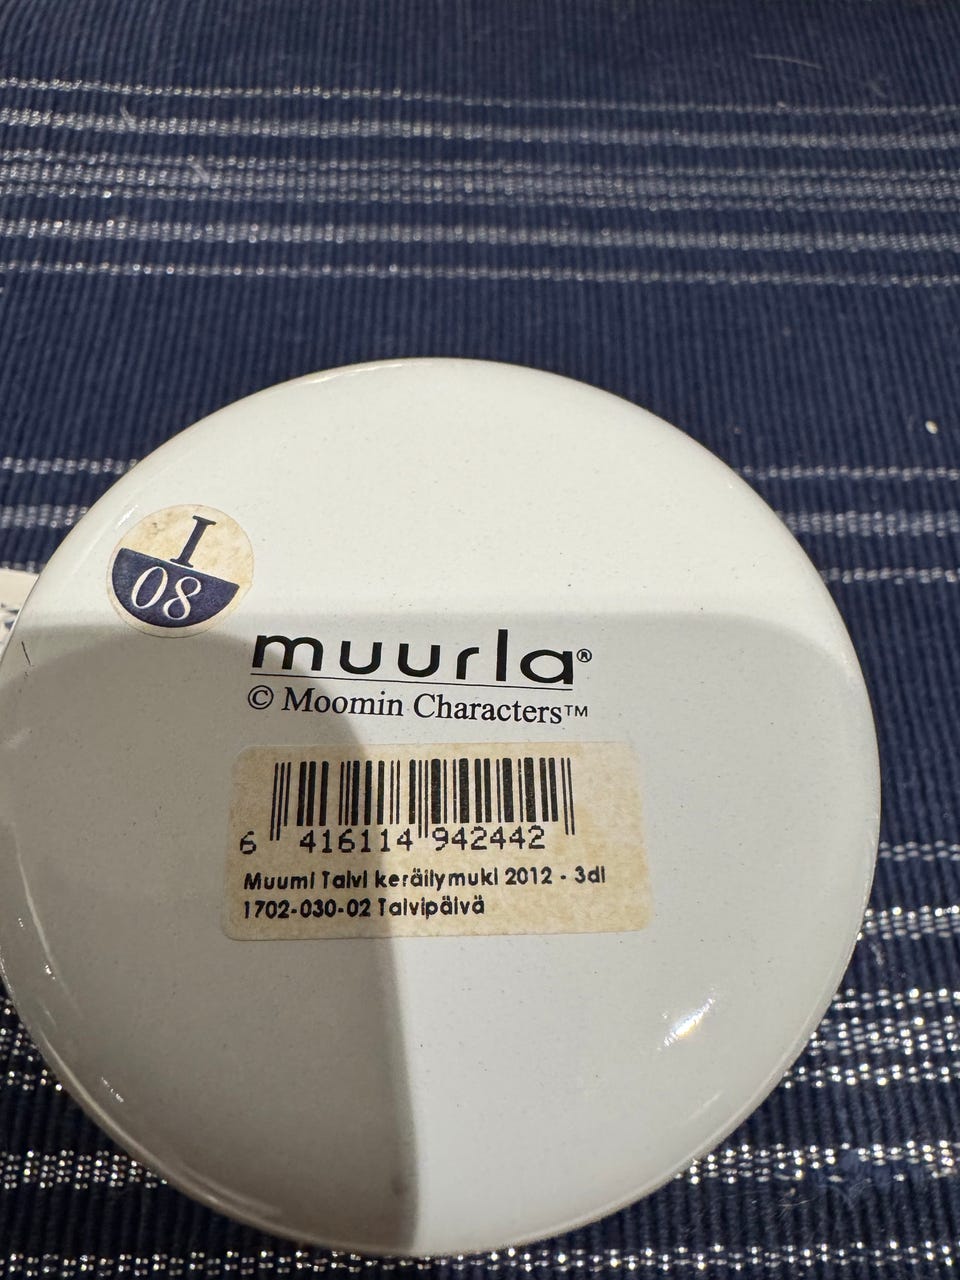 I
08
muurla®
© Moomin Characters™
6 416114 942442
Muumi Talvi keräilymuki 2012 - 3dl
1702-030-02 Talvipäivä